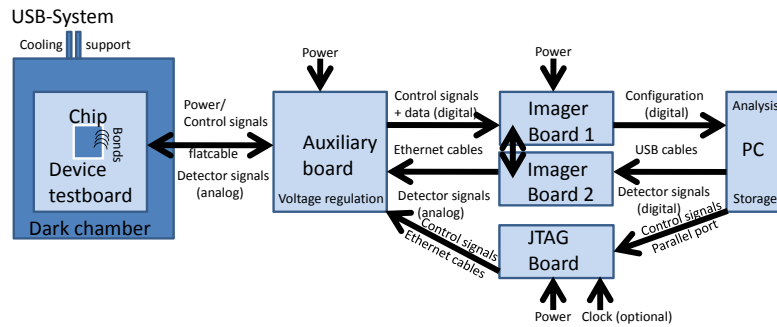 USB-System
Cooling
support
Chip
Bonds
Device
testboard
Dark chamber
Power/
Control signals
flatcable
Detector signals
(analog)
Power
Auxiliary
board
Voltage regulation
Control signals
+ data (digital)
Ethernet cables
Detector signals
(analog)
Control signals
Ethernet cables
Power
Imager
Board 1
Imager
Board 2
JTAG
Board
Power
Clock (optional)
Configuration
(digital)
USB cables
Detector signals
(digital)
Control signals
Parallel port
Analysis
PC
Storage